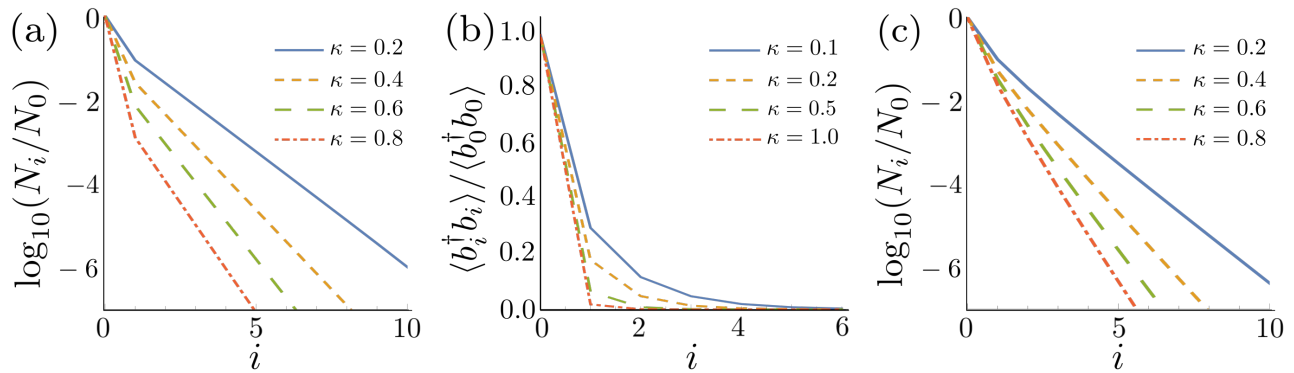 (a)
log₁₀(Nᵢ/N₀)
0
−2
−4
−6
0
5
10
i
κ = 0.2
κ = 0.4
κ = 0.6
κ = 0.8
(b)
⟨bᵢ†bᵢ⟩/⟨b₀†b₀⟩
1.0
0.8
0.6
0.4
0.2
0.0
0
2
4
6
i
κ = 0.1
κ = 0.2
κ = 0.5
κ = 1.0
(c)
log₁₀(Nᵢ/N₀)
0
−2
−4
−6
0
5
10
i
κ = 0.2
κ = 0.4
κ = 0.6
κ = 0.8